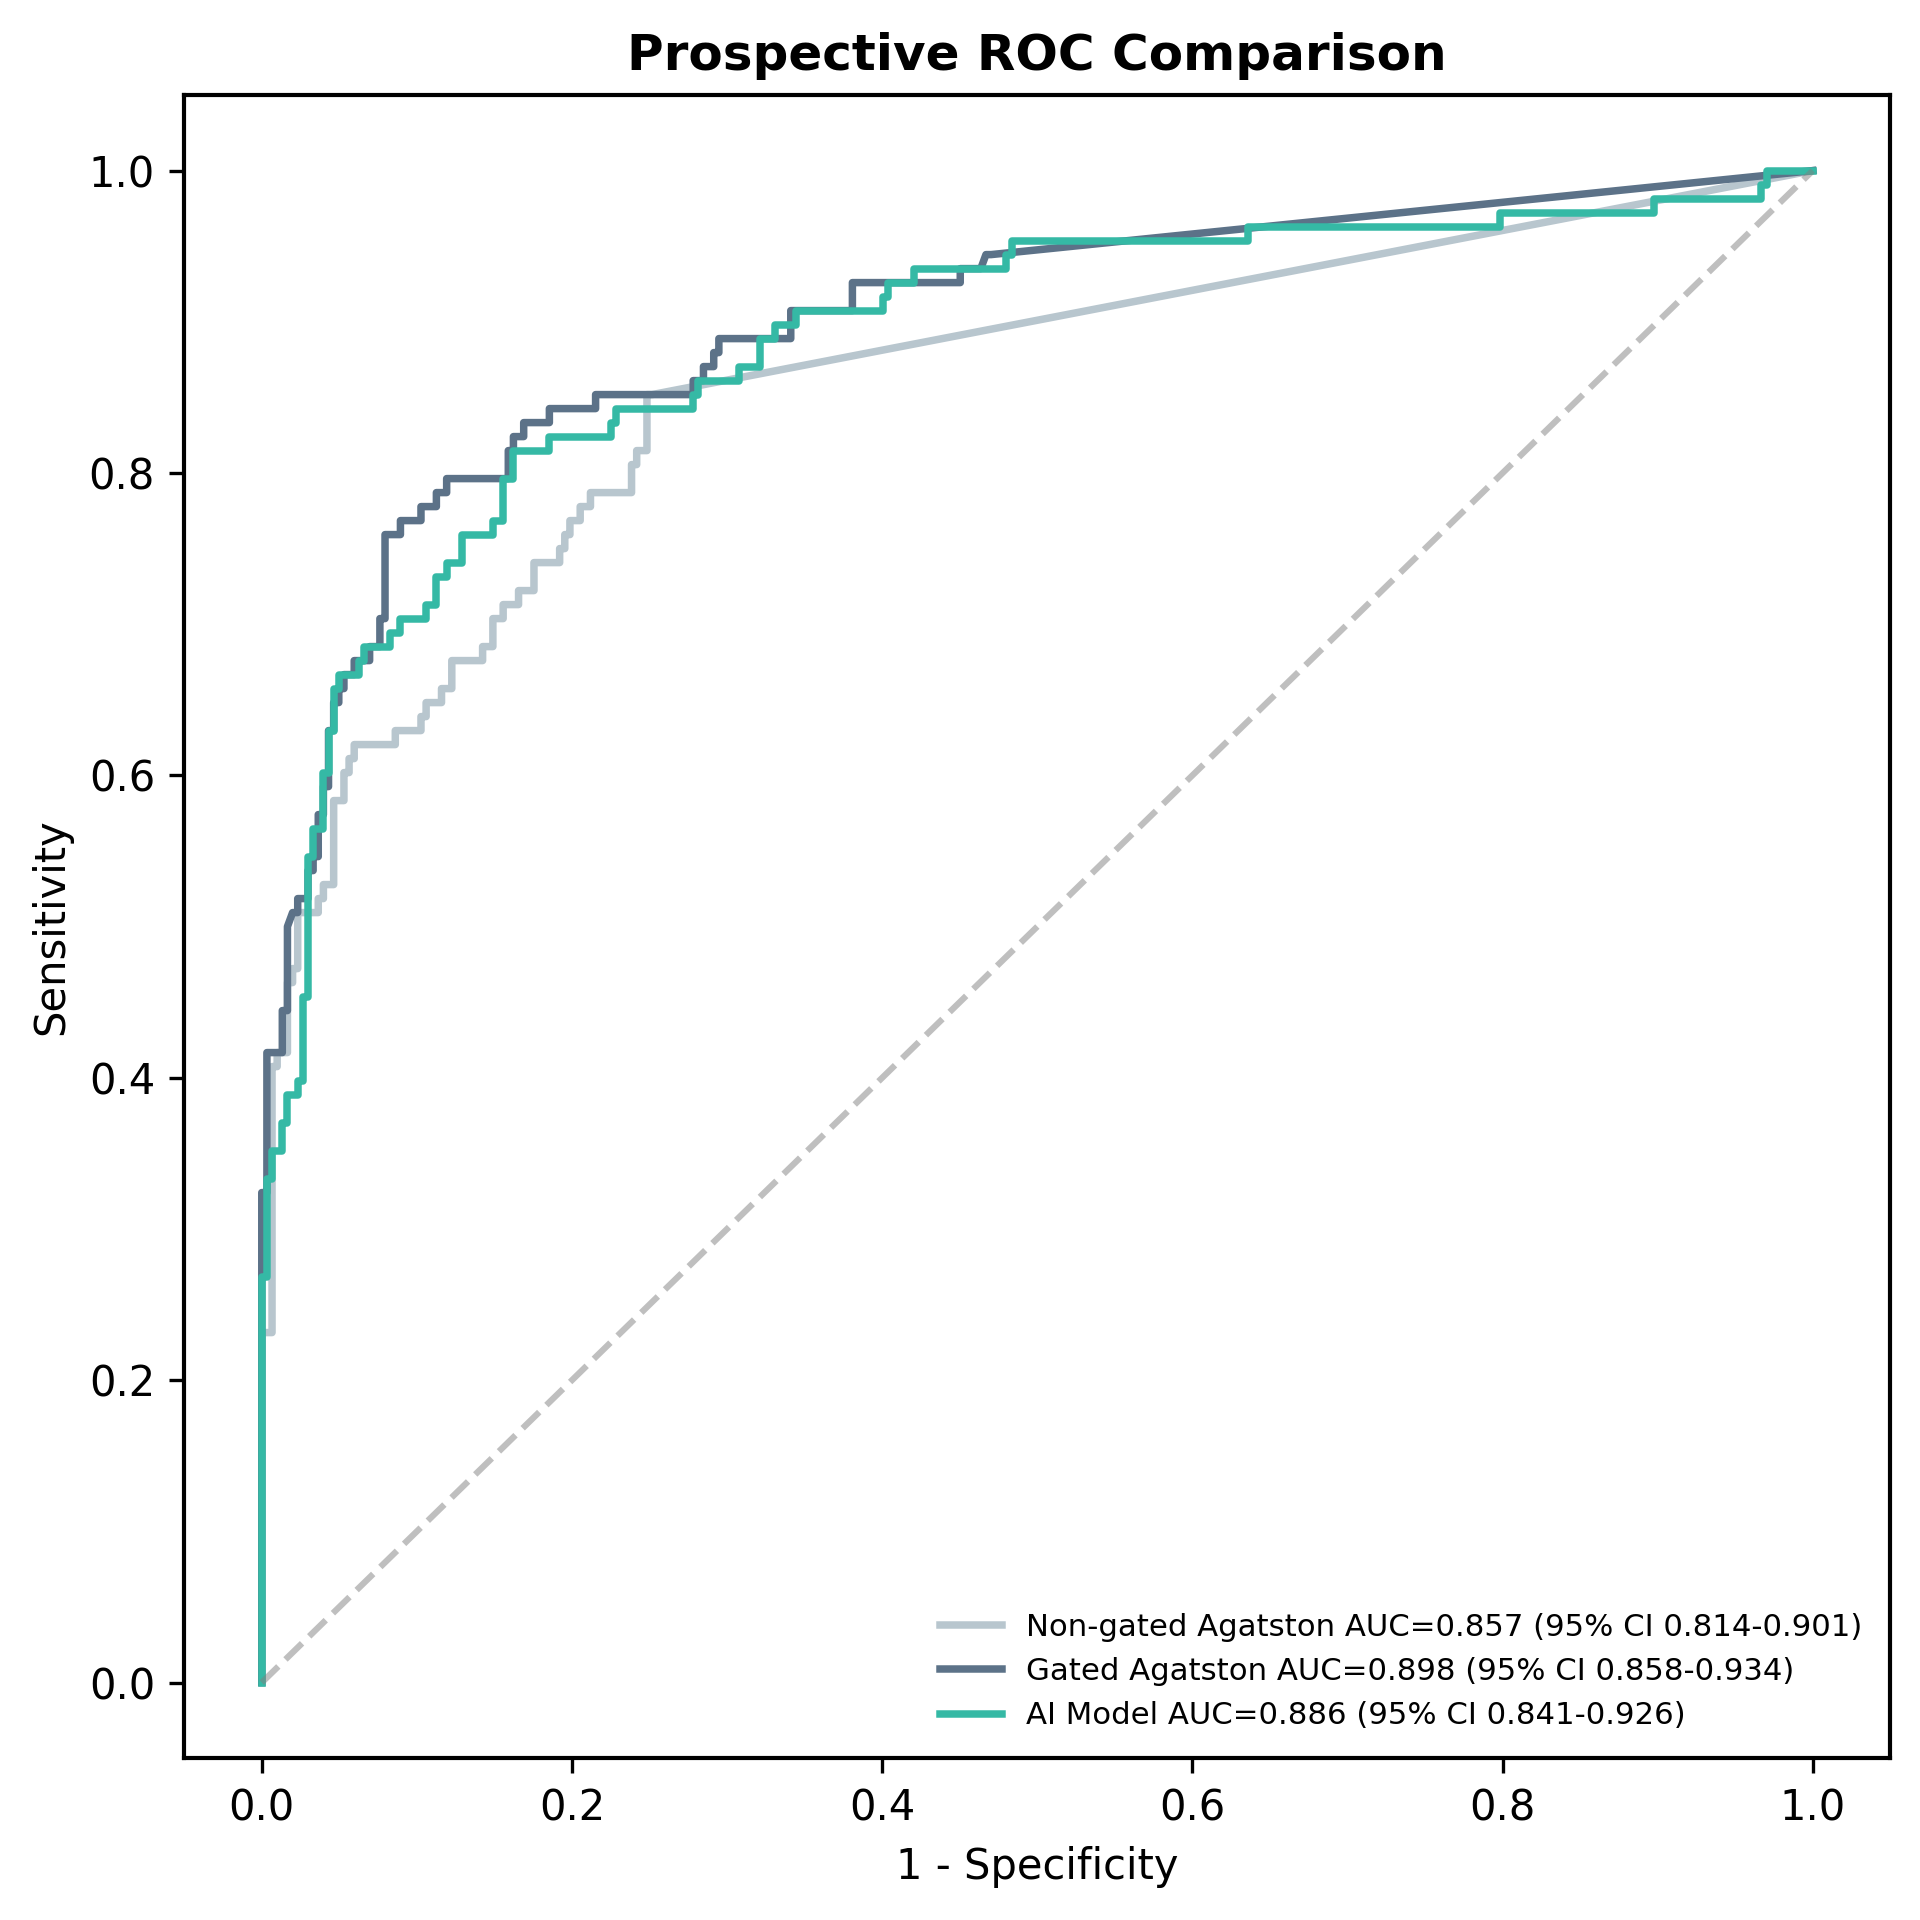 Prospective ROC Comparison
1.0
0.8
0.6
0.4
0.2
0.0
Sensitivity
Non-gated Agatston AUC=0.857 (95% CI 0.814-0.901)
Gated Agatston AUC=0.898 (95% CI 0.858-0.934)
AI Model AUC=0.886 (95% CI 0.841-0.926)
0.0 0.2 0.4 0.6 0.8 1.0
1 - Specificity